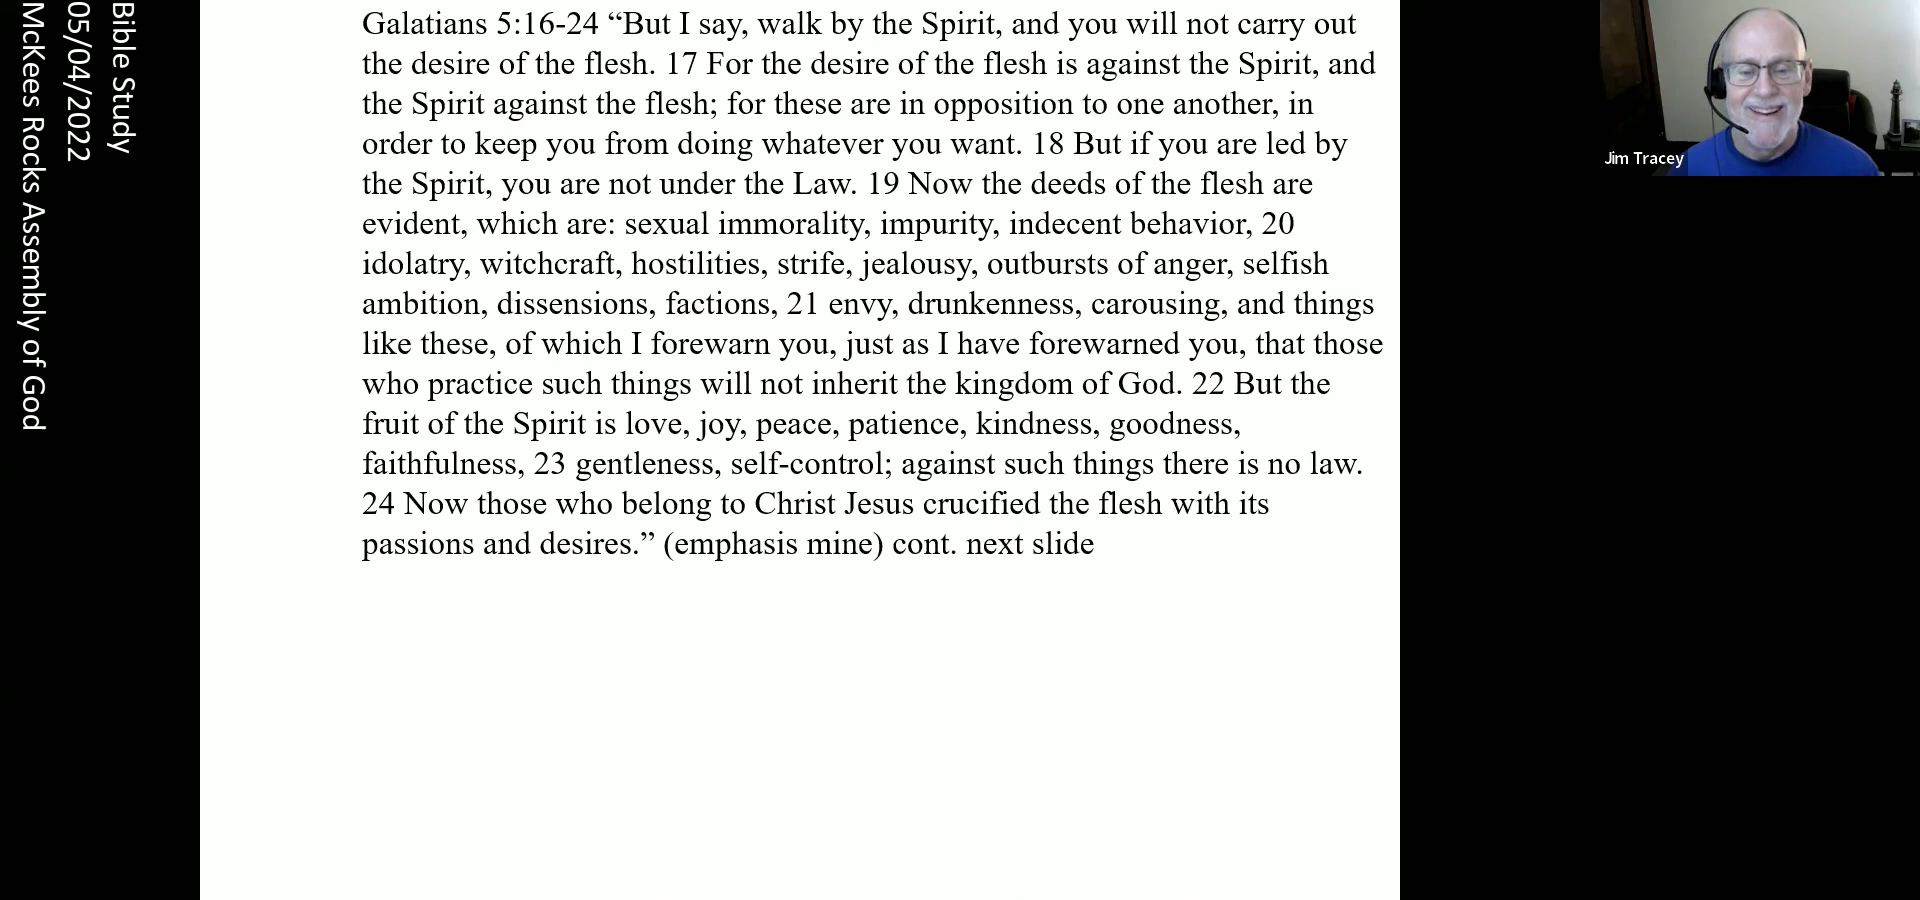 Bible Study
05/04/2022
McKees Rocks Assembly of God
Galatians 5:16-24 “But I say, walk by the Spirit, and you will not carry out
the desire of the flesh. 17 For the desire of the flesh is against the Spirit, and
the Spirit against the flesh; for these are in opposition to one another, in
order to keep you from doing whatever you want. 18 But if you are led by
the Spirit, you are not under the Law. 19 Now the deeds of the flesh are
evident, which are: sexual immorality, impurity, indecent behavior, 20
idolatry, witchcraft, hostilities, strife, jealousy, outbursts of anger, selfish
ambition, dissensions, factions, 21 envy, drunkenness, carousing, and things
like these, of which I forewarn you, just as I have forewarned you, that those
who practice such things will not inherit the kingdom of God. 22 But the
fruit of the Spirit is love, joy, peace, patience, kindness, goodness,
faithfulness, 23 gentleness, self-control; against such things there is no law.
24 Now those who belong to Christ Jesus crucified the flesh with its
passions and desires.” (emphasis mine) cont. next slide
Jim Tracey